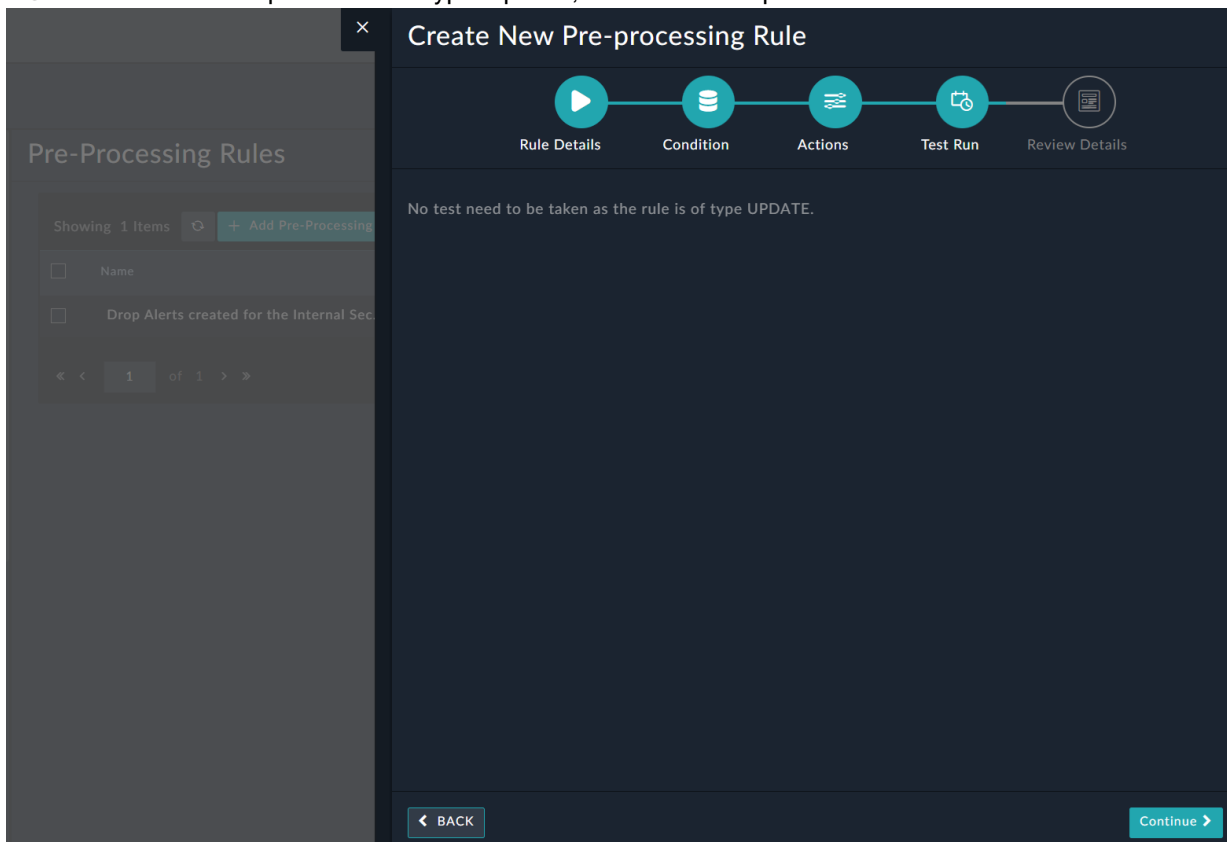 ×
Create New Pre-processing Rule
Rule Details
Condition
Actions
Test Run
Review Details
Pre-Processing Rules
No test need to be taken as the rule is of type UPDATE.
Showing 1 Items
+ Add Pre-Processing
Name
Drop Alerts created for the Internal Sec.
« < 1 of 1 > »
BACK
Continue